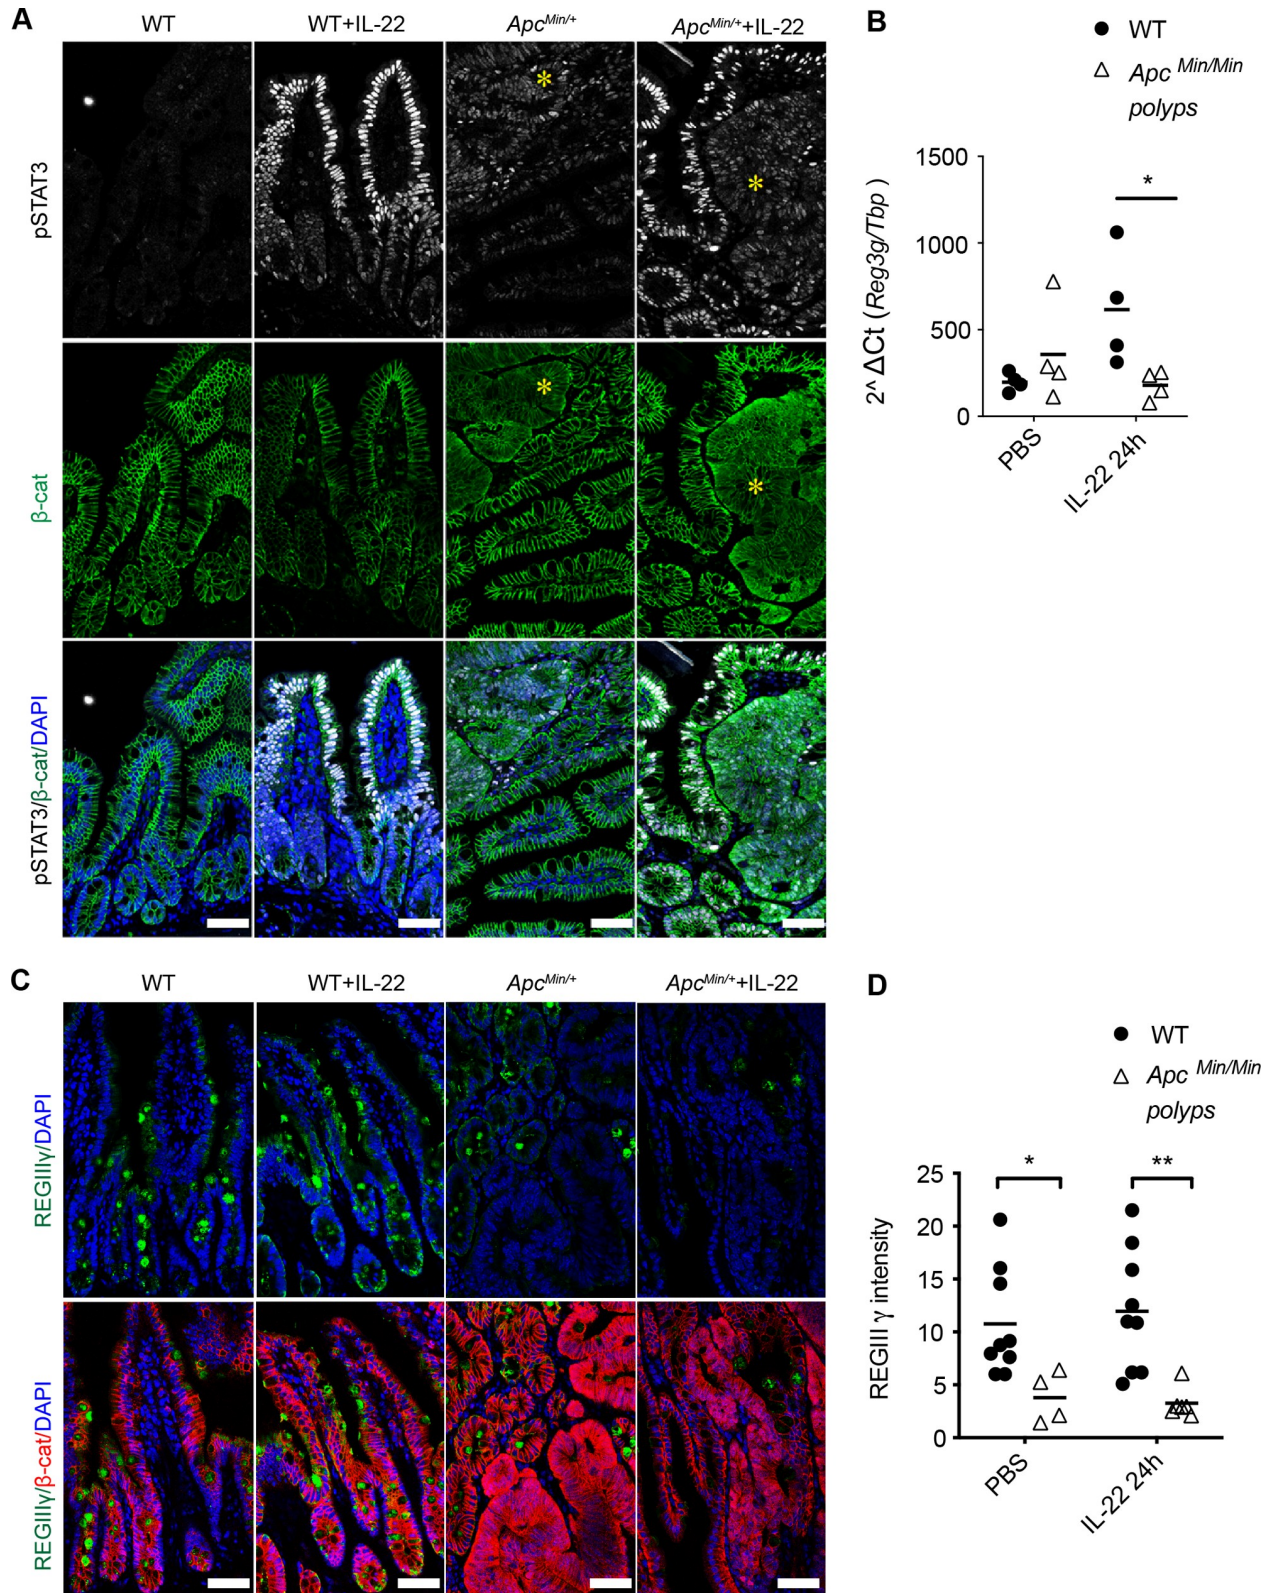 A
WT
WT+IL-22
Apc^Min/+
Apc^Min/+ +IL-22
pSTAT3
*
*
β-cat
*
*
pSTAT3/β-cat/DAPI
B
WT
Apc ^Min/Min
polyps
2^ ΔCt (Reg3g/Tbp )
1500
1000
500
0
*
PBS
IL-22 24h
C
WT
WT+IL-22
Apc^Min/+
Apc^Min/+ +IL-22
REGIIIγ/DAPI
REGIIIγ/β-cat/DAPI
D
WT
Apc ^Min/Min
polyps
REGIII γ intensity
25
20
15
10
5
0
*
**
PBS
IL-22 24h